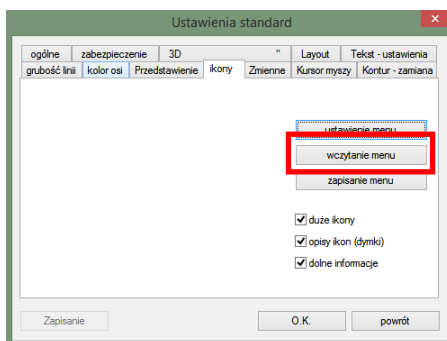 Ustawienia standard
ogólne zabezpieczenie 3D " Layout Tekst - ustawienia
grubość linii kolor osi Przedstawienie ikony Zmienne Kursor myszy Kontur - zamiana
ustawienie menu
wczytanie menu
zapisanie menu
duże ikony
opisy ikon (dymki)
dolne informacje
Zapisanie O.K. powrót